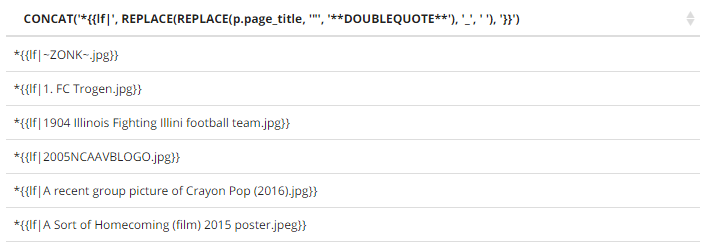 CONCAT('*{{lf|', REPLACE(REPLACE(p.page_title, '"', '**DOUBLEQUOTE**'), '_', ' '), '}}')
*{{lf|~ZONK~.jpg}}
*{{lf|1. FC Trogen.jpg}}
*{{lf|1904 Illinois Fighting Illini football team.jpg}}
*{{lf|2005NCAAVBLOGO.jpg}}
*{{lf|A recent group picture of Crayon Pop (2016).jpg}}
*{{lf|A Sort of Homecoming (film) 2015 poster.jpeg}}